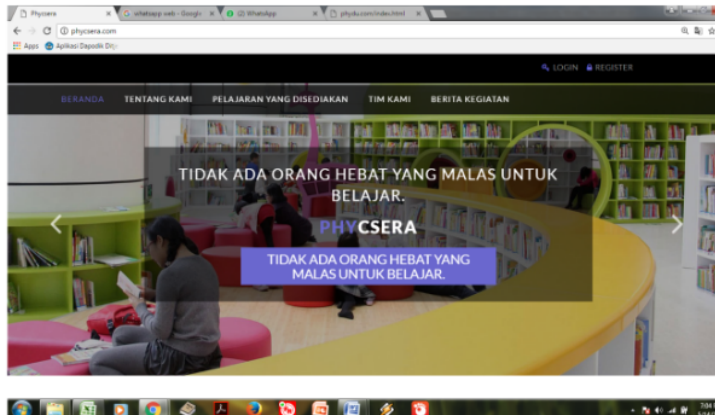 Physera
whatsapp web - Googl
(2) WhatsApp
phydu.com/index.html
phycsera.com
Apps
Aplikasi Dapodik Ditj
LOGIN
REGISTER
BERANDA
TENTANG KAMI
PELAJARAN YANG DISEDIAKAN
TIM KAMI
BERITA KEGIATAN
TIDAK ADA ORANG HEBAT YANG MALAS UNTUK
BELAJAR.
PHYCSERA
TIDAK ADA ORANG HEBAT YANG
MALAS UNTUK BELAJAR.